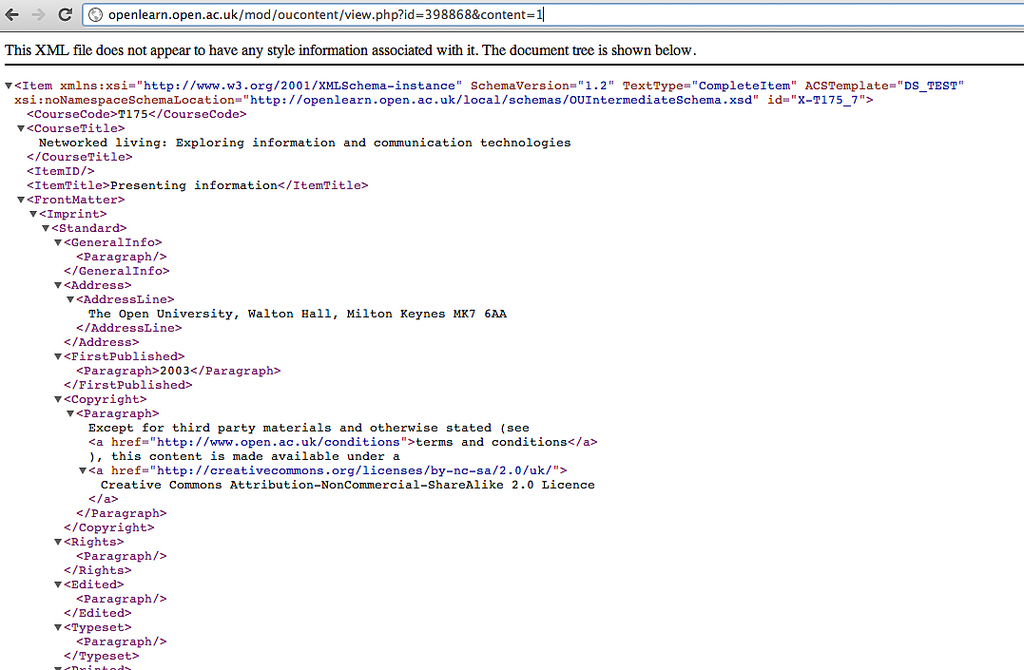 openlearn.open.ac.uk/mod/oucontent/view.php?id=398868&content=1
This XML file does not appear to have any style information associated with it. The document tree is shown below.
▼<Item xmlns:xsi="http://www.w3.org/2001/XMLSchema-instance" SchemaVersion="1.2" TextType="CompleteItem" ACSTemplate="DS_TEST"
xsi:noNamespaceSchemaLocation="http://openlearn.open.ac.uk/local/schemas/OUIntermediateSchema.xsd" id="X-T175_7">
<CourseCode>T175</CourseCode>
▼<CourseTitle>
Networked living: Exploring information and communication technologies
</CourseTitle>
<ItemID/>
<ItemTitle>Presenting information</ItemTitle>
▼<FrontMatter>
▼<Imprint>
▼<Standard>
▼<GeneralInfo>
<Paragraph/>
</GeneralInfo>
▼<Address>
▼<AddressLine>
The Open University, Walton Hall, Milton Keynes MK7 6AA
</AddressLine>
</Address>
▼<FirstPublished>
<Paragraph>2003</Paragraph>
</FirstPublished>
▼<Copyright>
▼<Paragraph>
Except for third party materials and otherwise stated (see
<a href="http://www.open.ac.uk/conditions">terms and conditions</a>
), this content is made available under a
▼<a href="http://creativecommons.org/licenses/by-nc-sa/2.0/uk/">
Creative Commons Attribution-NonCommercial-ShareAlike 2.0 Licence
</a>
</Paragraph>
</Copyright>
▼<Rights>
<Paragraph/>
</Rights>
▼<Edited>
<Paragraph/>
</Edited>
▼<Typeset>
<Paragraph/>
</Typeset>
▼<Printed>